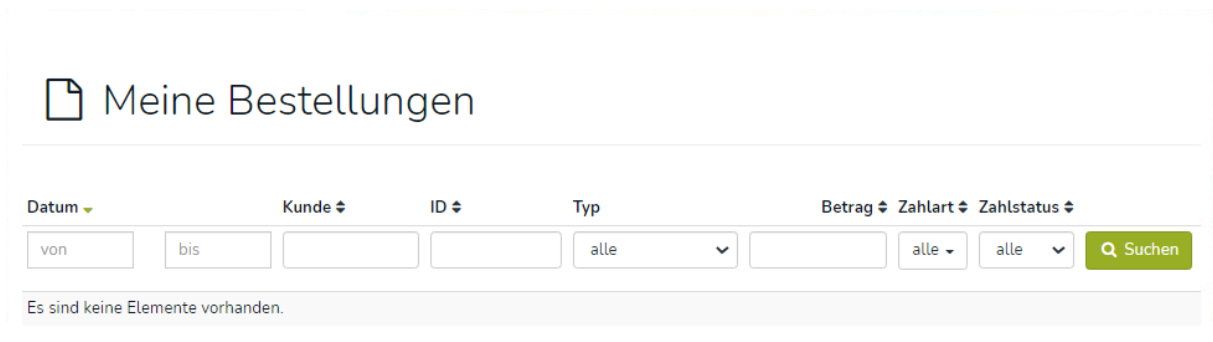 Meine Bestellungen
Datum Kunde ID Typ Betrag Zahlart Zahlstatus
von bis alle alle alle Suchen
Es sind keine Elemente vorhanden.